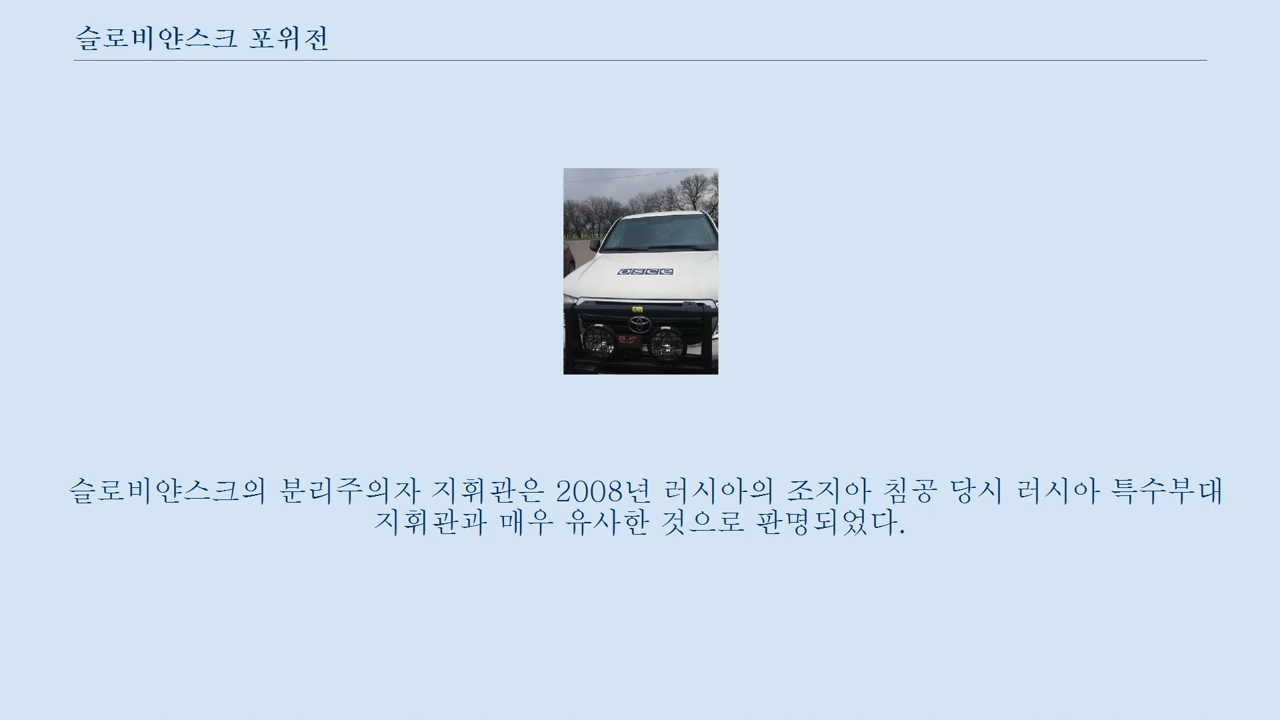 슬로비얀스크 포위전
OSCE
슬로비얀스크의 분리주의자 지휘관은 2008년 러시아의 조지아 침공 당시 러시아 특수부대
지휘관과 매우 유사한 것으로 판명되었다.